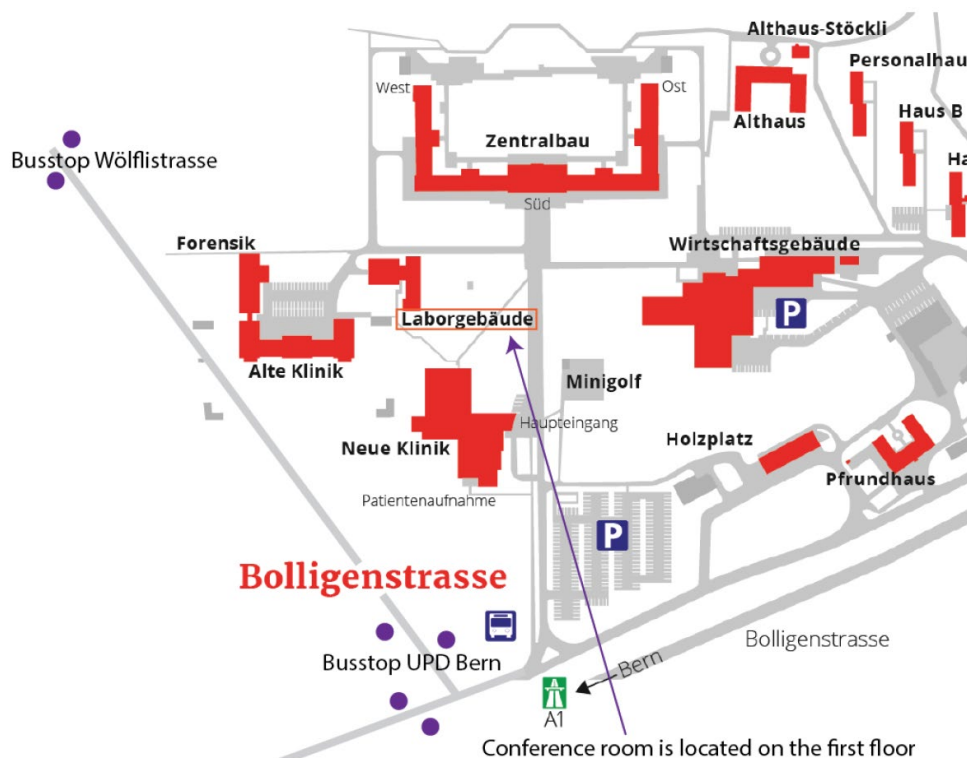 Althaus-Stöckli
West
Ost
Personalhau
Zentralbau
Althaus
Haus B
Busstop Wölflistrasse
Ha
Süd
Forensik
Wirtschaftsgebäude
P
Laborgebäude
Alte Klinik
Minigolf
Haupteingang
Neue Klinik
Holzplatz
Pfrundhaus
Patientenaufnahme
P
Bolligenstrasse
Bolligenstrasse
Busstop UPD Bern
Bern
A1
Conference room is located on the first floor